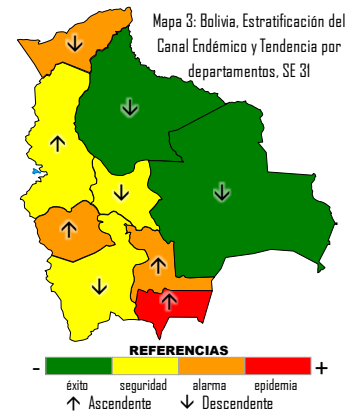 Mapa 3: Bolivia, Estratificación del
Canal Endémico y Tendencia por
departamentos, SE 31
REFERENCIAS
- +
éxito seguridad alarma epidemia
↑ Ascendente ↓ Descendente